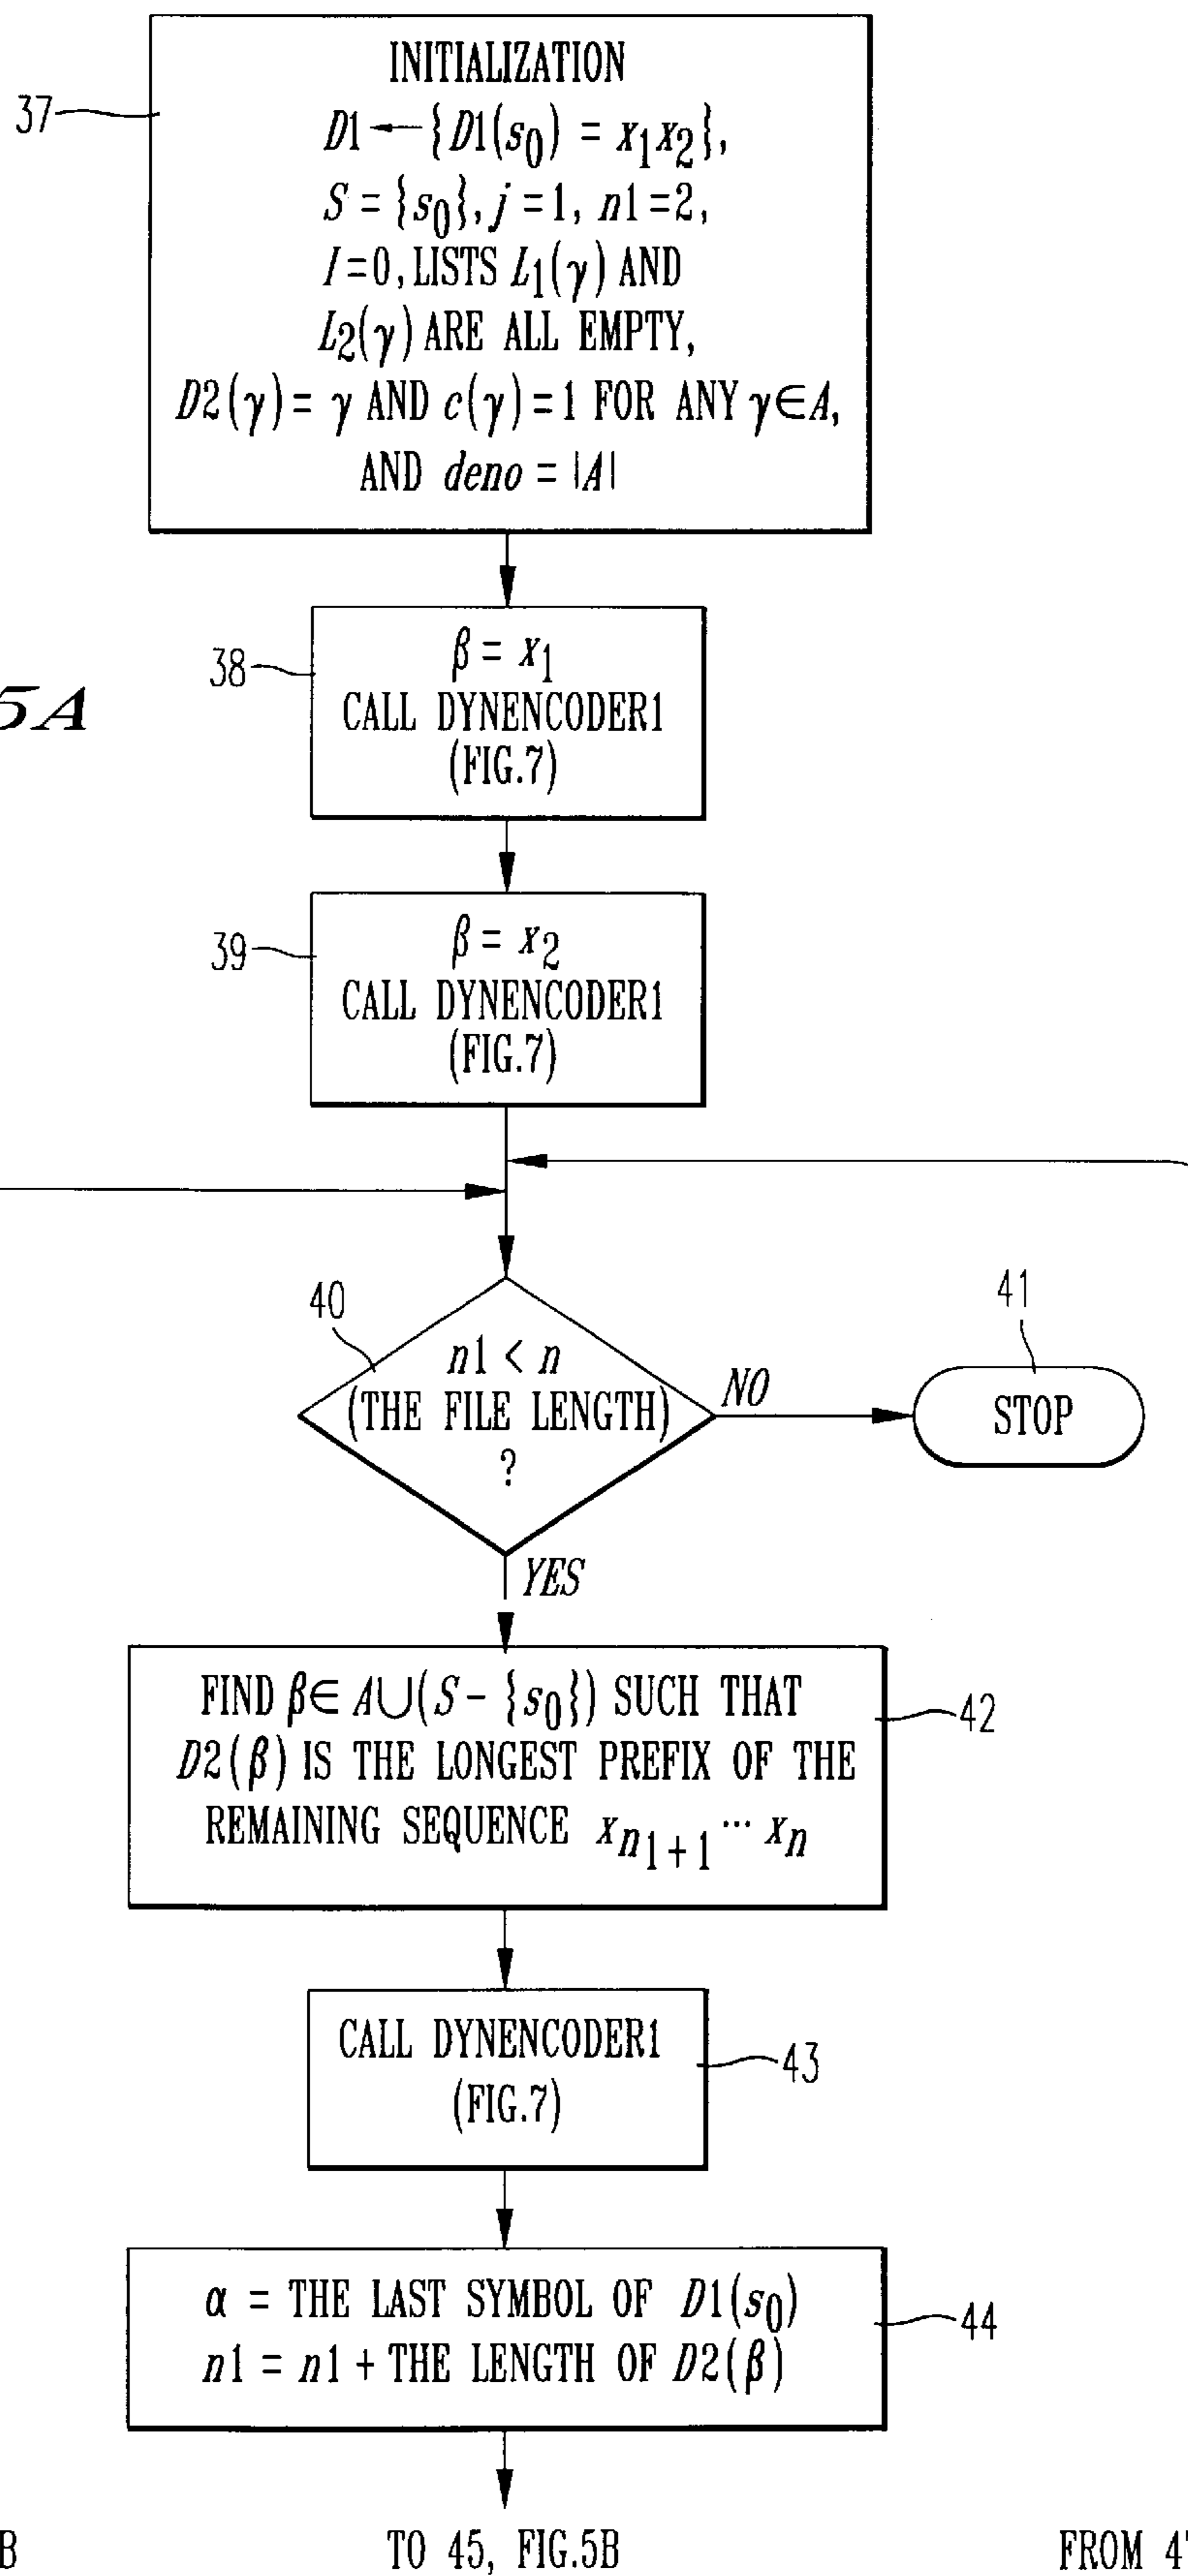 INITIALIZATION
37
D1 ← {D1(s₀) = x₁x₂},
S = {s₀}, j = 1, n1 = 2,
I = 0, LISTS L₁(γ) AND
L₂(γ) ARE ALL EMPTY,
D2(γ) = γ AND c(γ) = 1 FOR ANY γ∈A,
AND deno = |A|
38
β = x₁
CALL DYNENCODER1
(FIG.7)
5A
39
β = x₂
CALL DYNENCODER1
(FIG.7)
40
n1 < n
(THE FILE LENGTH)
?
NO
41
STOP
YES
FIND β∈ A∪(S - {s₀}) SUCH THAT
D2(β) IS THE LONGEST PREFIX OF THE
REMAINING SEQUENCE xₙ₁₊₁ ... xₙ
42
CALL DYNENCODER1
(FIG.7)
43
α = THE LAST SYMBOL OF D1(s₀)
n1 = n1 + THE LENGTH OF D2(β)
44
B
TO 45, FIG.5B
FROM 4